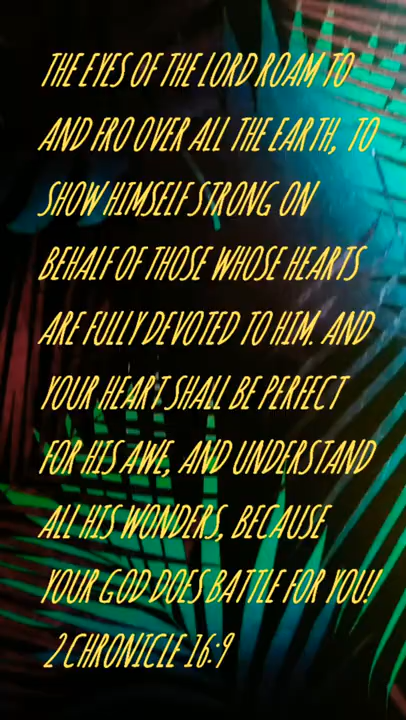 THE EYES OF THE LORD ROAM TO
AND FRO OVER ALL THE EARTH, TO
SHOW HIMSELF STRONG ON
BEHALF OF THOSE WHOSE HEARTS
ARE FULLY DEVOTED TO HIM. AND
YOUR HEART SHALL BE PERFECT
FOR HIS AWE, AND UNDERSTAND
ALL HIS WONDERS, BECAUSE
YOUR GOD DOES BATTLE FOR YOU!
2 CHRONICLE 16:9